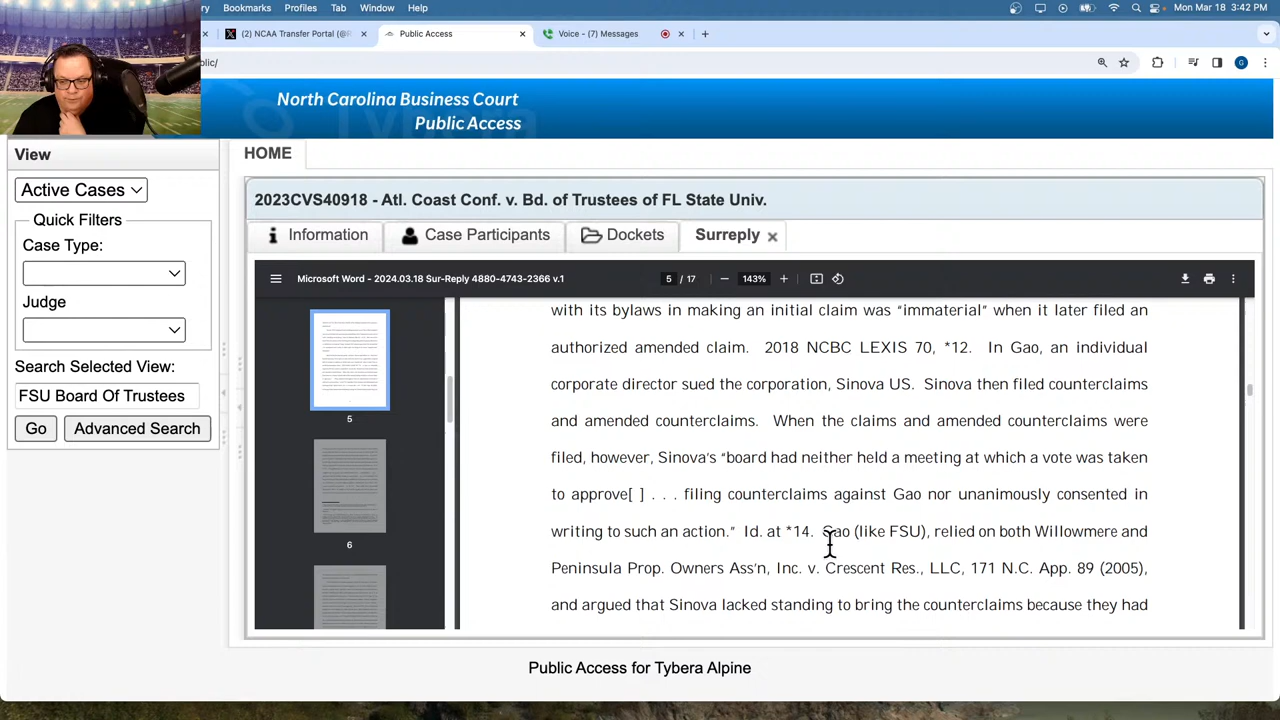 ry Bookmarks Profiles Tab Window Help Mon Mar 18 3:42 PM
(2) NCAA Transfer Portal (@R Public Access Voice - (7) Messages
blic/ G
North Carolina Business Court
Public Access
View
HOME
Active Cases
2023CVS40918 - Atl. Coast Conf. v. Bd. of Trustees of FL State Univ.
Quick Filters
Information Case Participants Dockets Surreply
Case Type:
Microsoft Word - 2024.03.18 Sur-Reply 4880-4743-2366 v.1 5 / 17 143%
Judge
Search Selected View:
FSU Board Of Trustees
Go Advanced Search
5
6
with its bylaws in making an initial claim was "immaterial" when it later filed an
authorized amended claim. 2018 NCBC LEXIS 70, *12. In Gao, an individual
corporate director sued the corporation, Sinova US. Sinova then filed counterclaims
and amended counterclaims. When the claims and amended counterclaims were
filed, however, Sinova's "board had neither held a meeting at which a vote was taken
to approve[ ] . . . filing counterclaims against Gao nor unanimously consented in
writing to such an action." Id. at *14. Gao (like FSU), relied on both Willowmere and
Peninsula Prop. Owners Ass'n, Inc. v. Crescent Res., LLC, 171 N.C. App. 89 (2005),
and argued that Sinova lacked standing to bring the counterclaims because they had
Public Access for Tybera Alpine